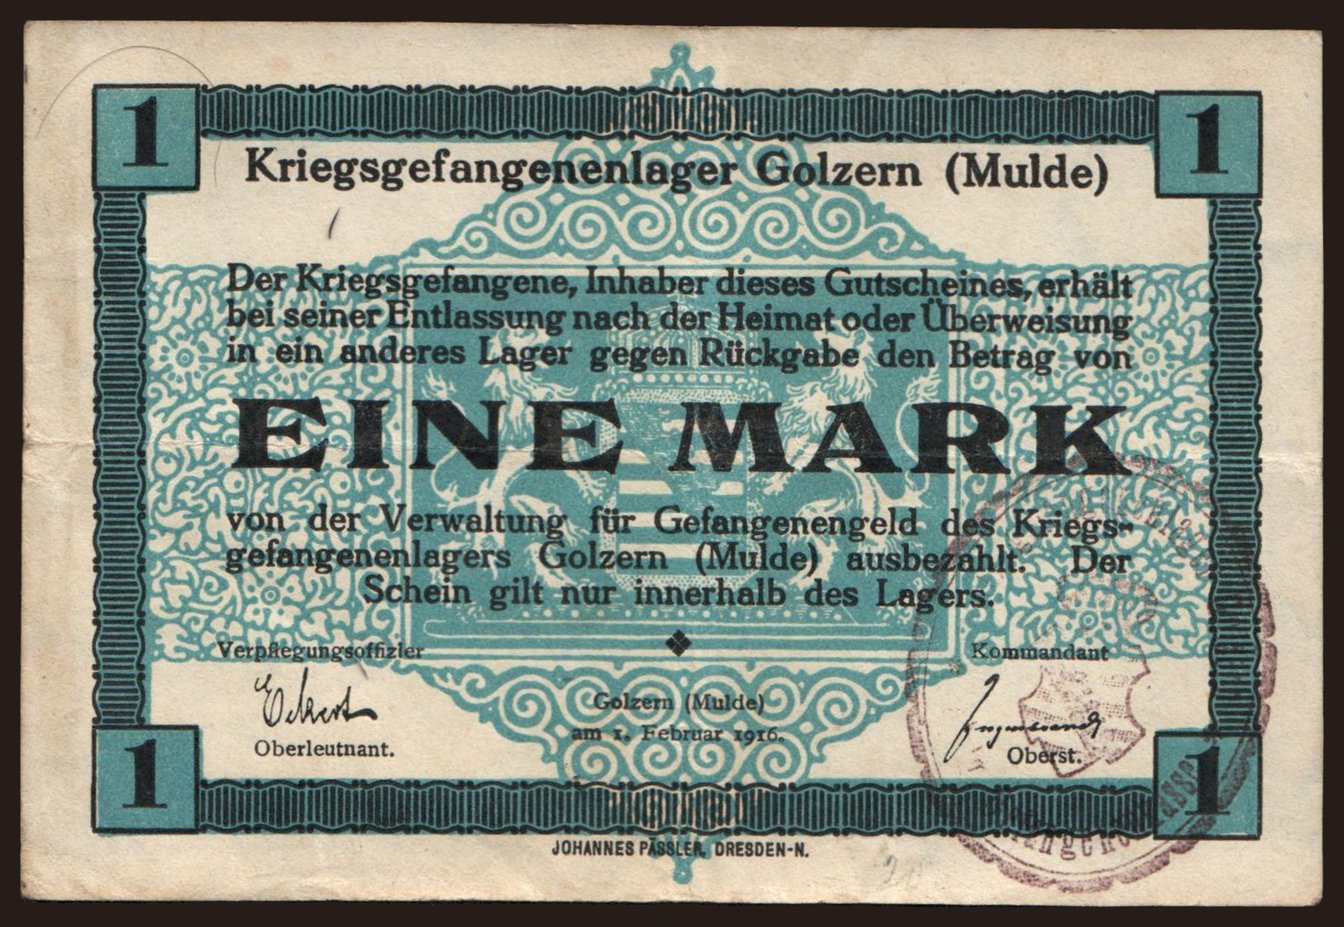 1 1
Kriegsgefangenenlager Golzern (Mulde)
Der Kriegsgefangene, Inhaber dieses Gutscheines, erhält
bei seiner Entlassung nach der Heimat oder Überweisung
in ein anderes Lager gegen Rückgabe den Betrag von
EINE MARK
von der Verwaltung für Gefangenengeld des Kriegs-
gefangenenlagers Golzern (Mulde) ausbezahlt. Der
Schein gilt nur innerhalb des Lagers.
Verpflegungsoffizier Kommandant
Eckert
Golzern (Mulde)
am 1. Februar 1916.
Oberleutnant. Oberst.
1 1
JOHANNES PÄSSLER, DRESDEN-N.